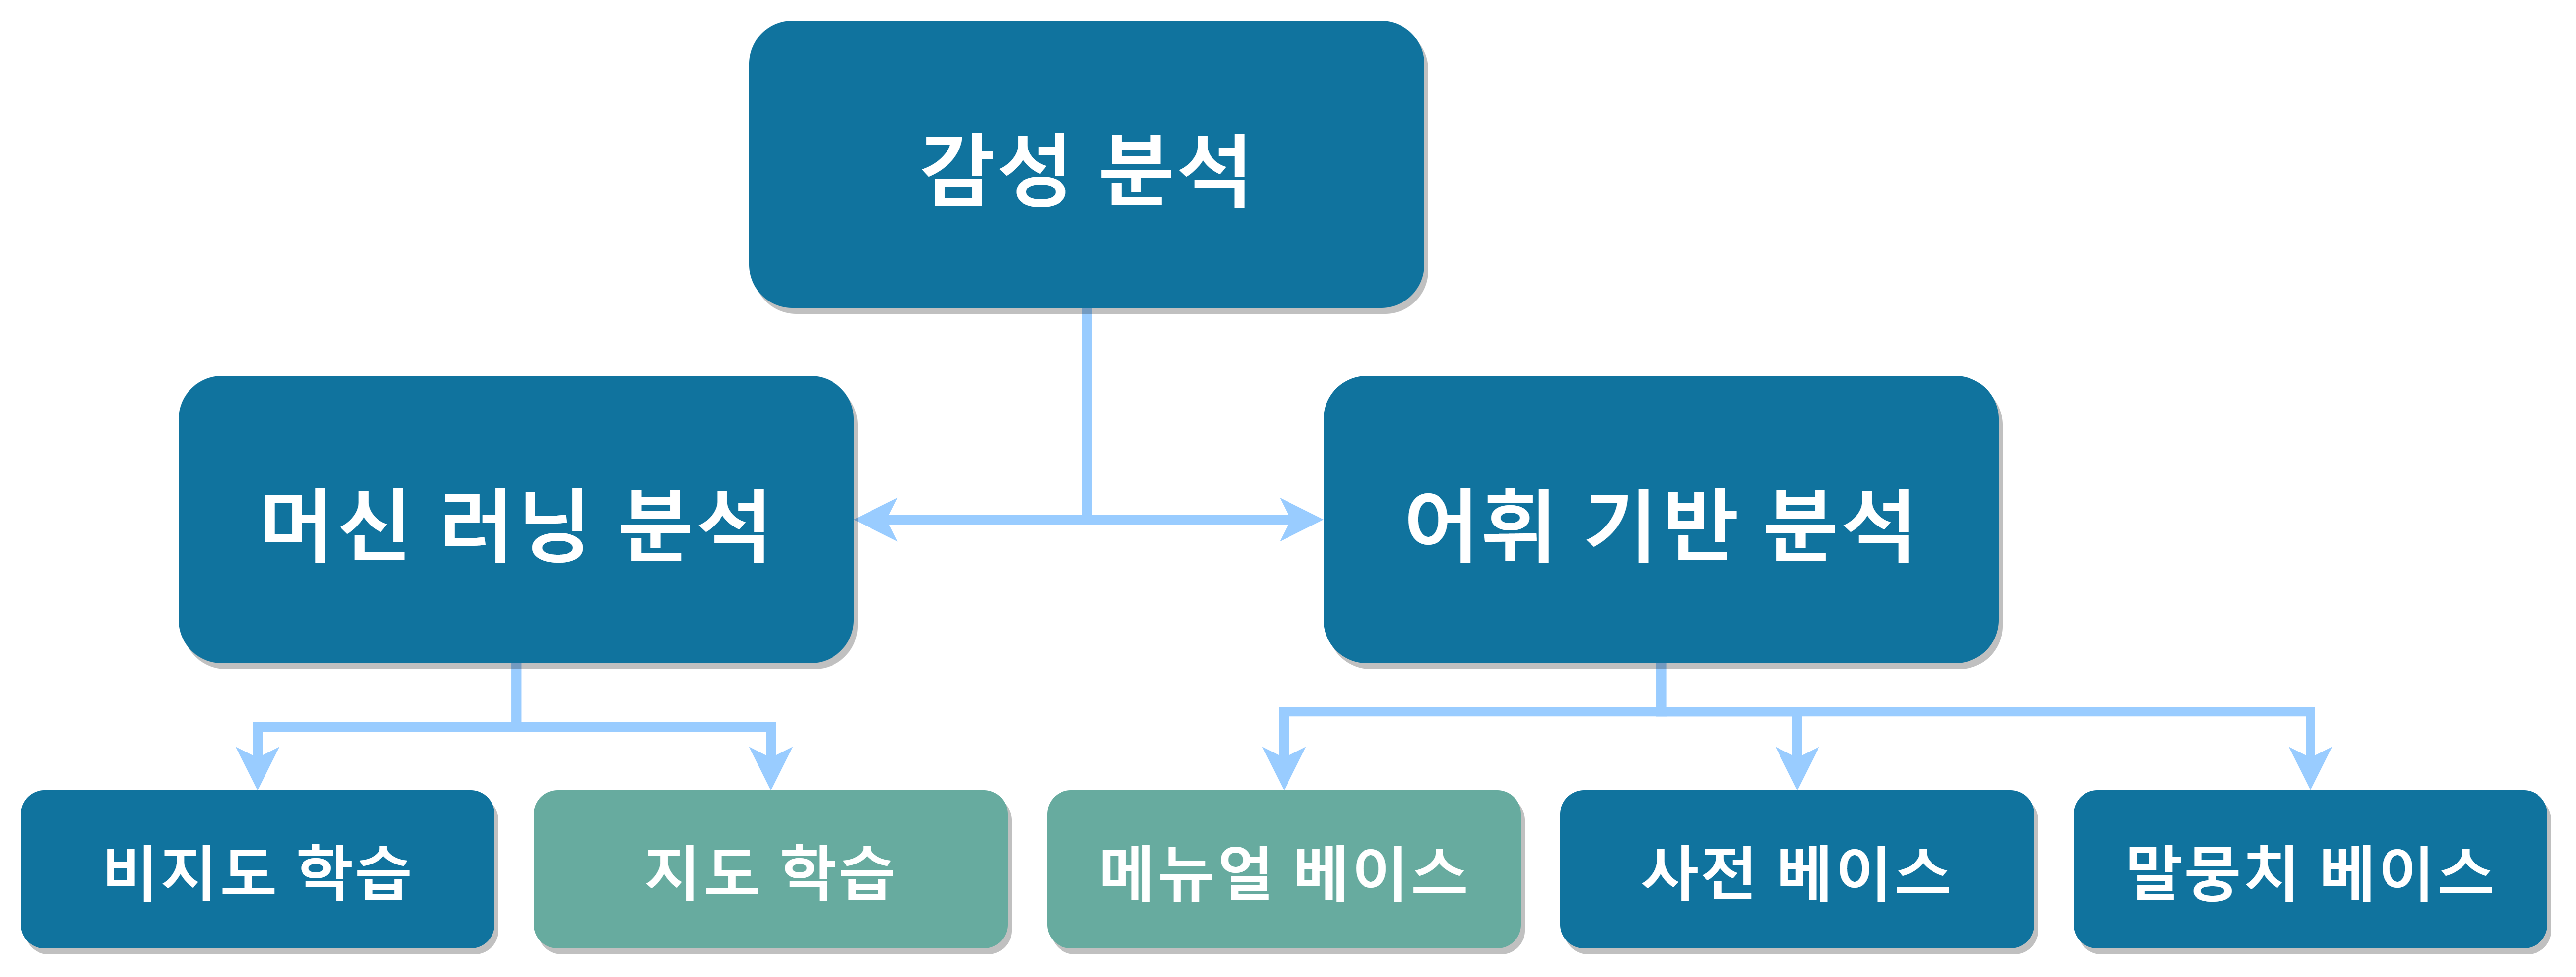 감성 분석
머신 러닝 분석
어휘 기반 분석
비지도 학습
지도 학습
메뉴얼 베이스
사전 베이스
말뭉치 베이스